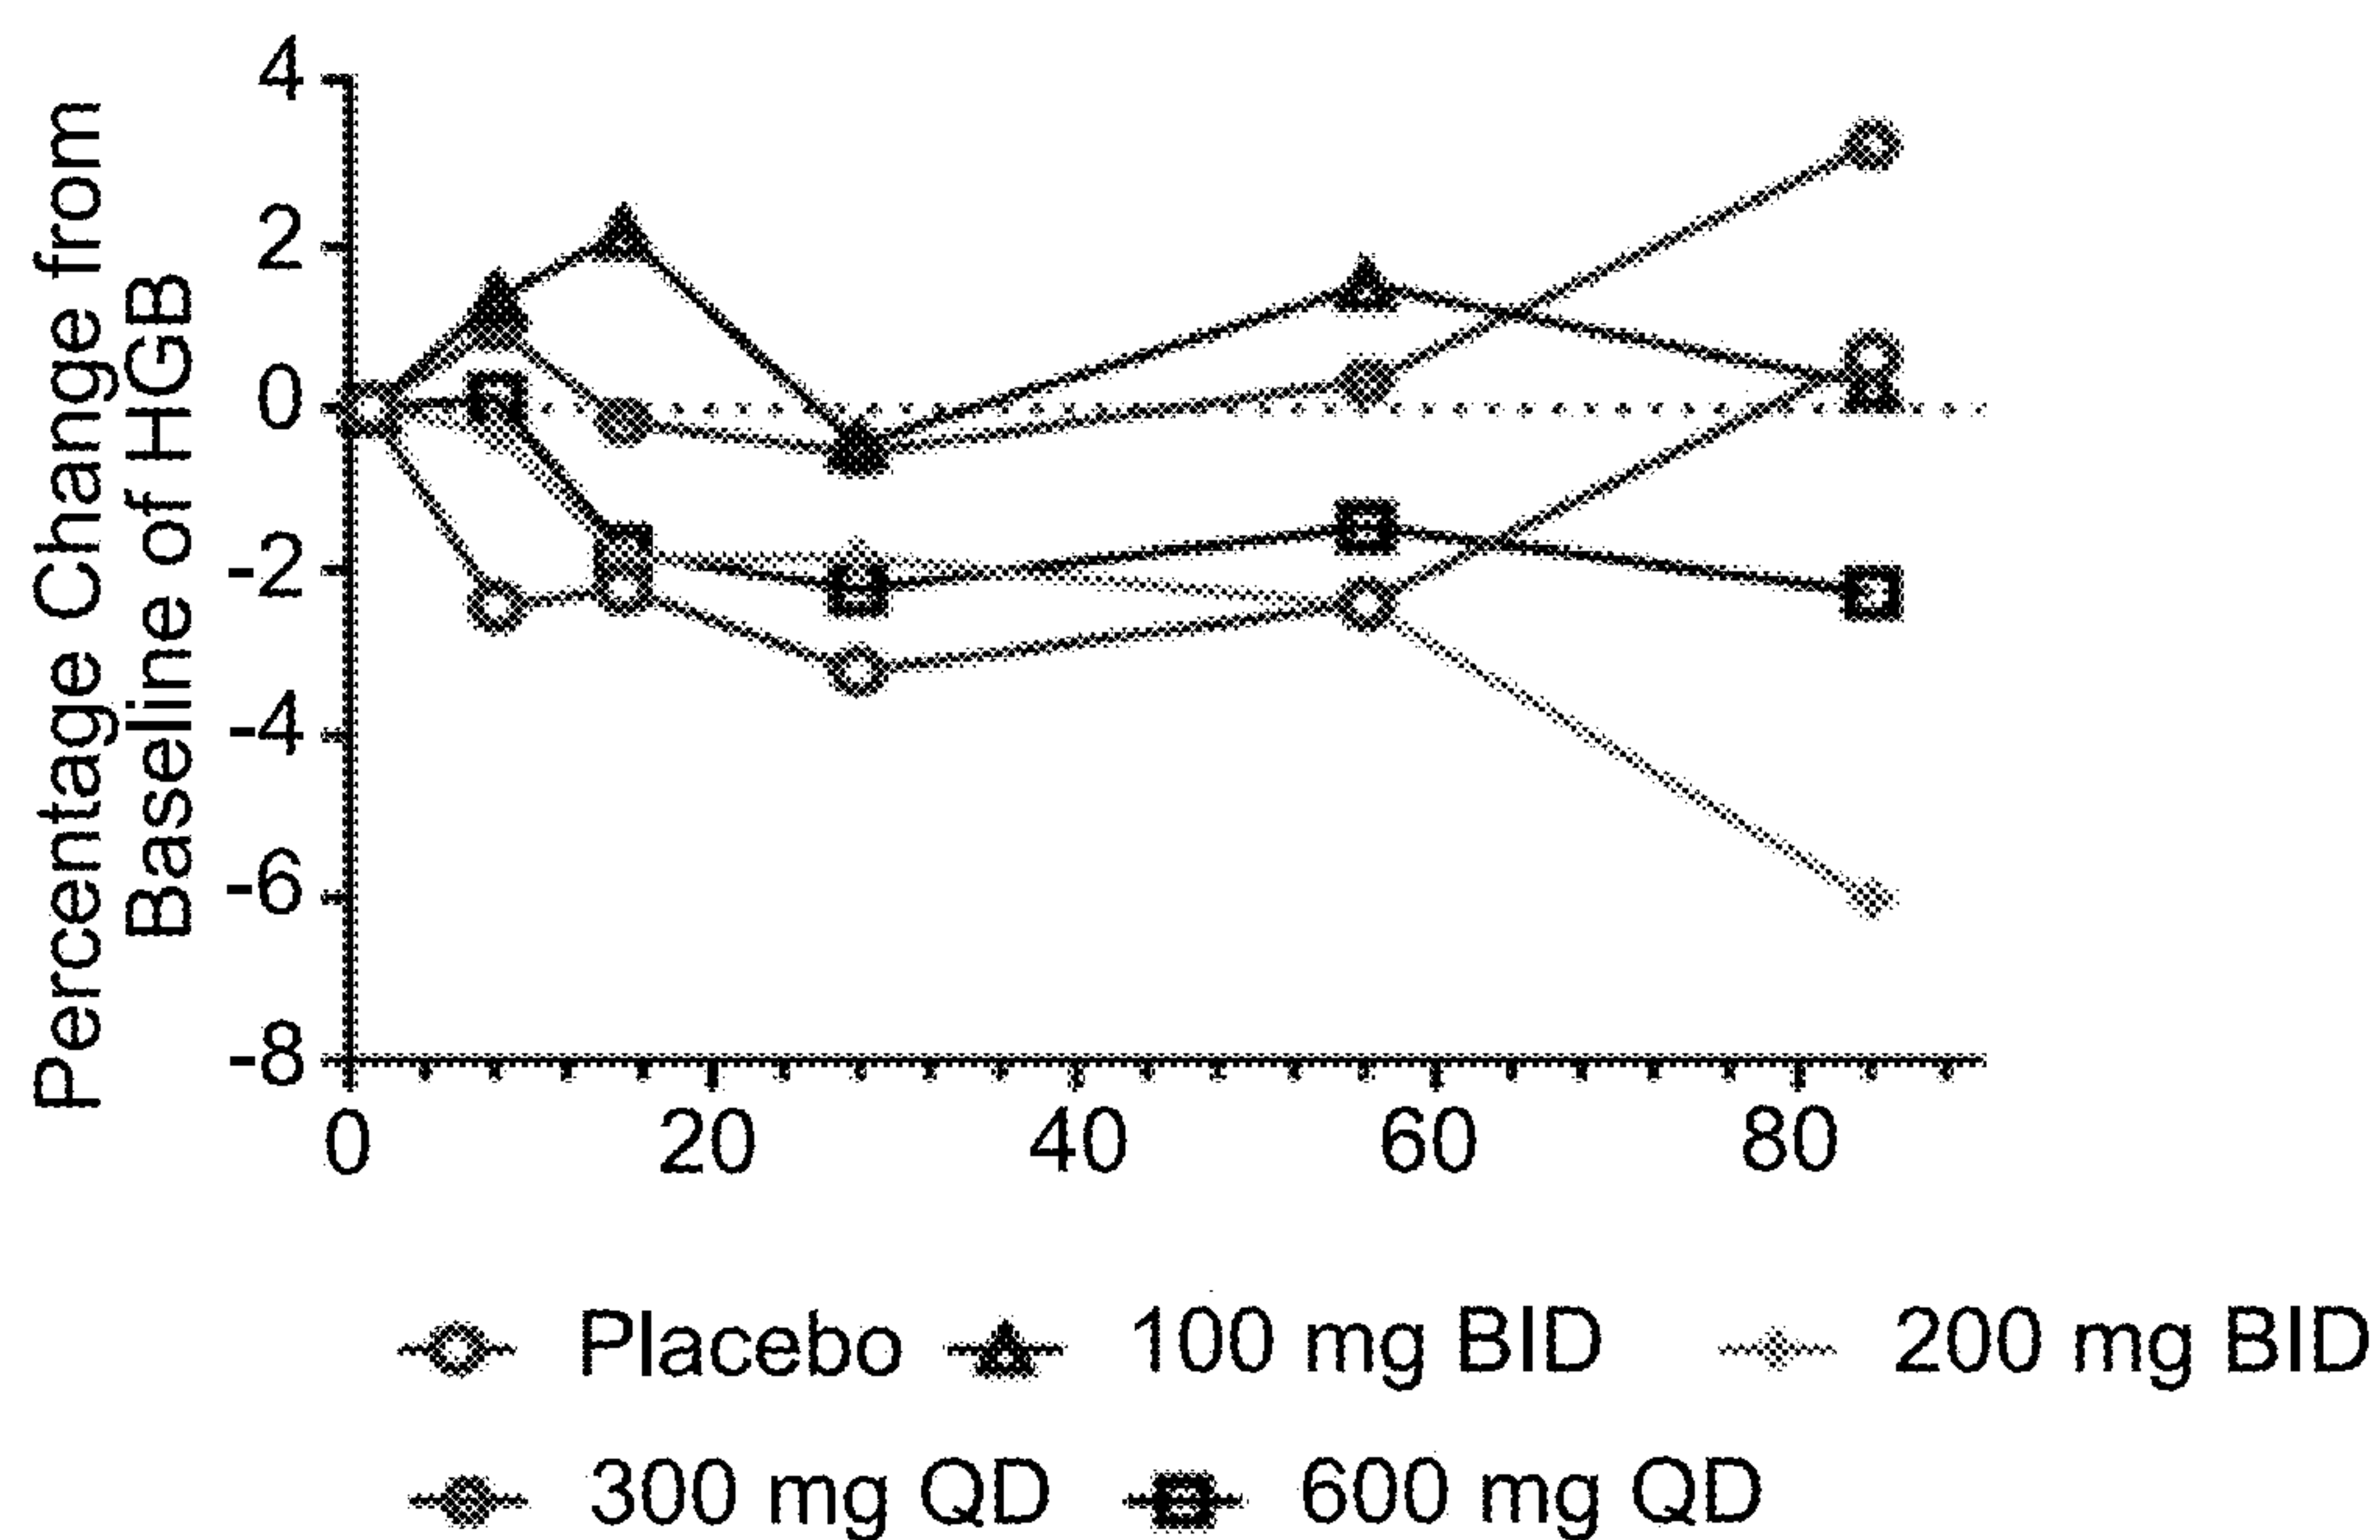 Percentage Change from
Baseline of HGB
4
2
0
-2
-4
-6
-8
0 20 40 60 80
Placebo 100 mg BID 200 mg BID
300 mg QD 600 mg QD